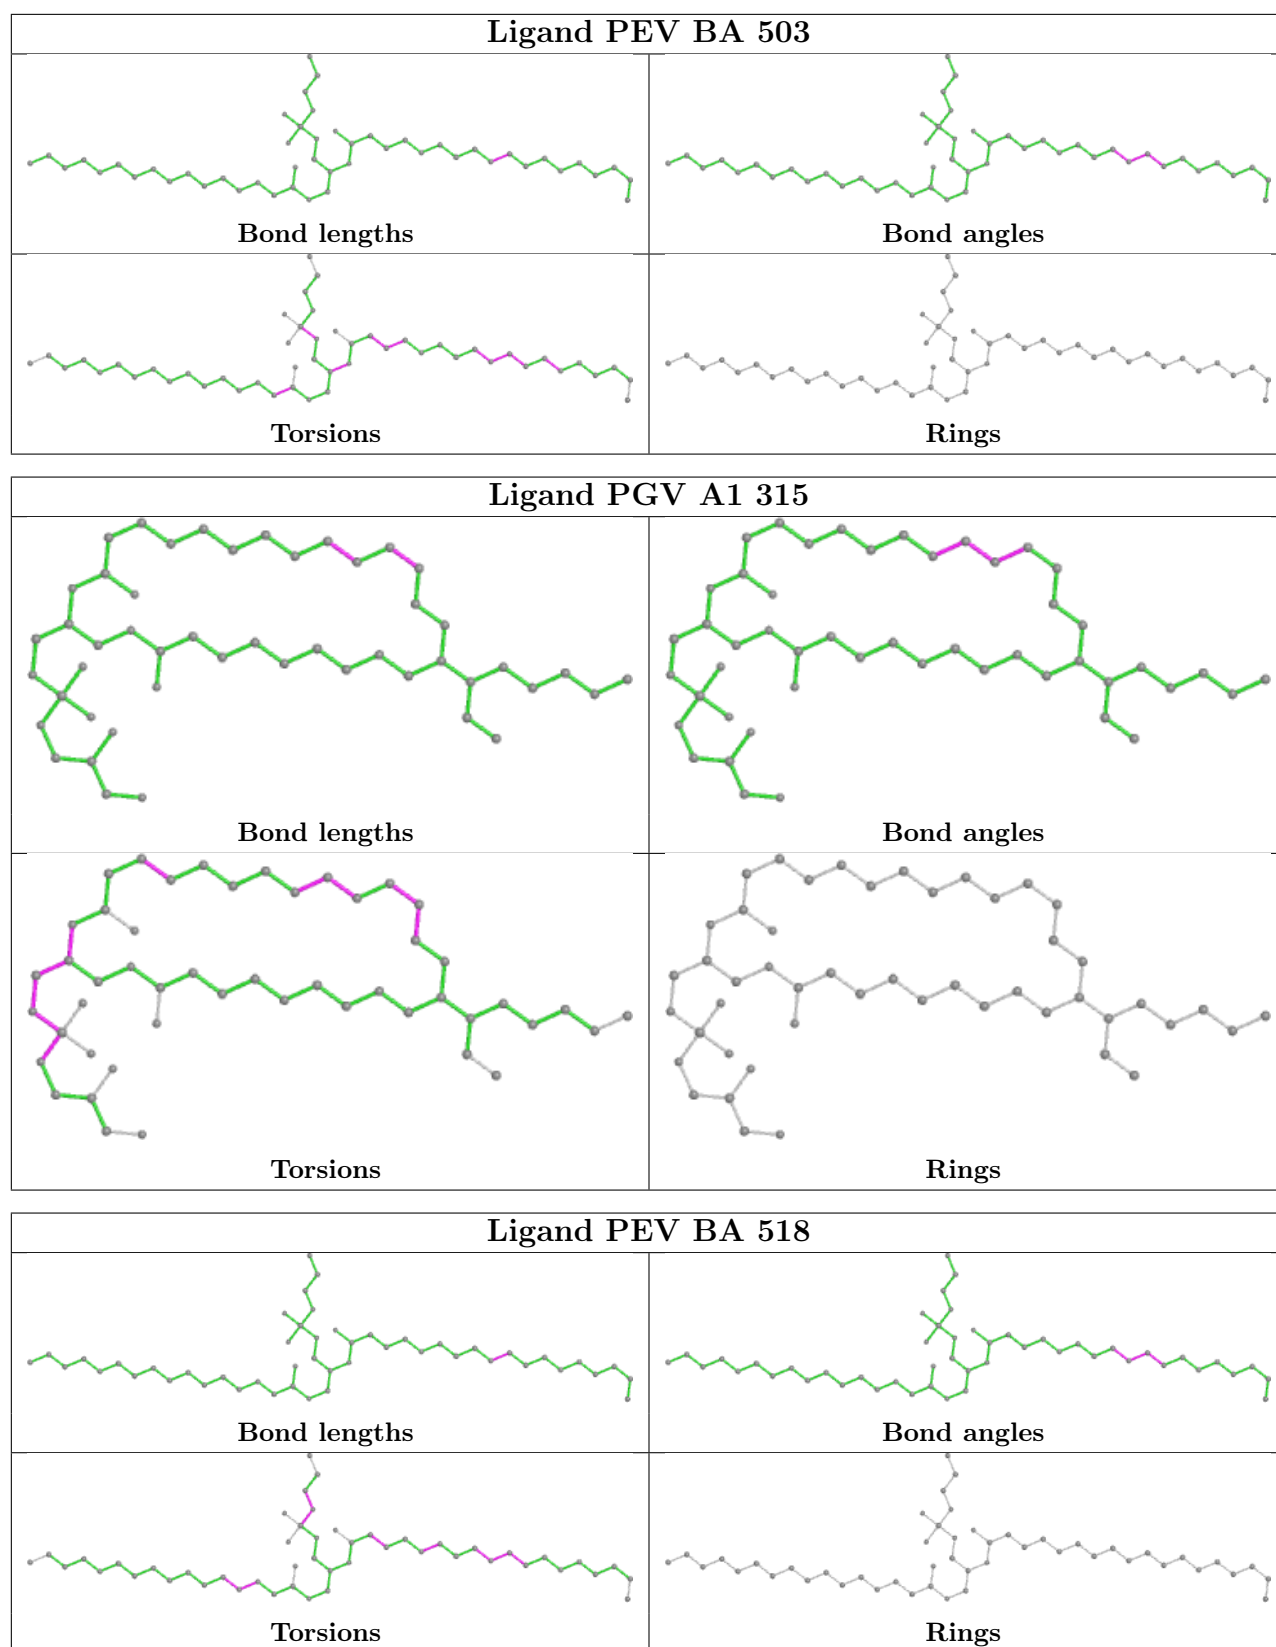 Ligand PEV BA 503
Bond lengths
Bond angles
Torsions
Rings
Ligand PGV A1 315
Bond lengths
Bond angles
Torsions
Rings
Ligand PEV BA 518
Bond lengths
Bond angles
Torsions
Rings